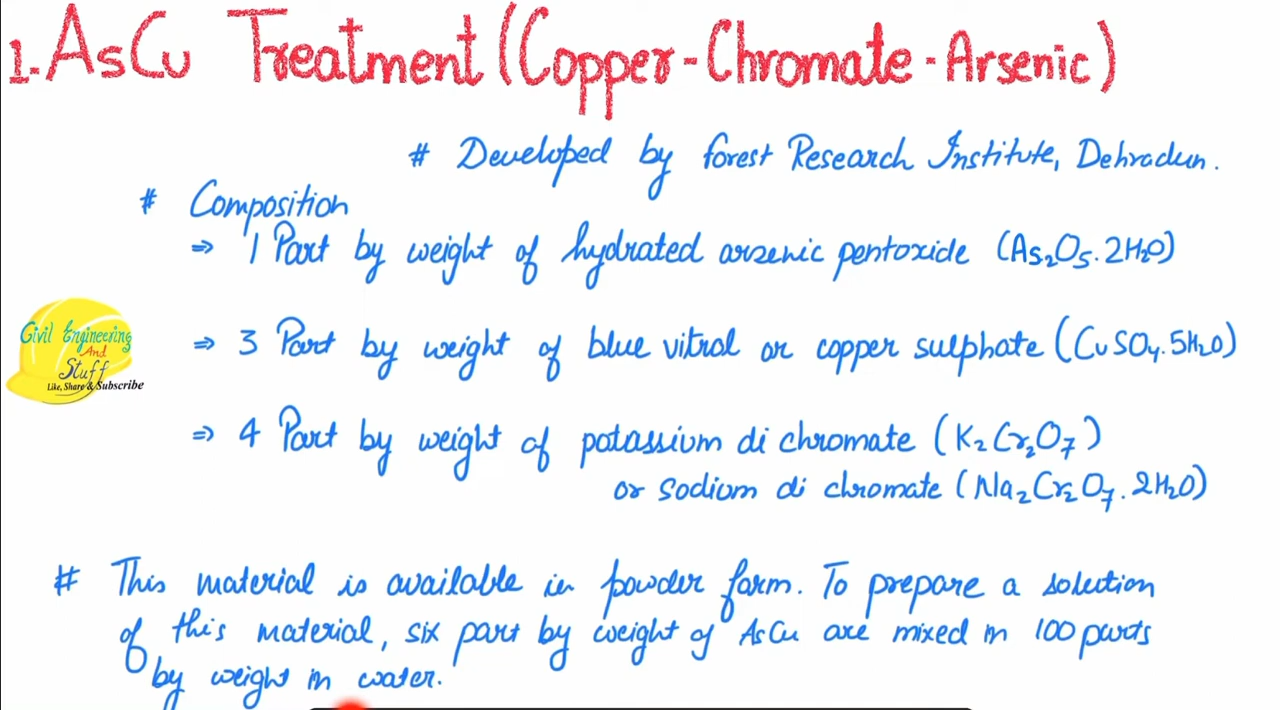 1. AsCu Treatment (Copper-Chromate-Arsenic)
# Developed by forest Research Institute, Dehradun.
# Composition
⇒ 1 Part by weight of hydrated arsenic pentoxide (As₂O₅.2H₂O)
Civil Engineering
And
Stuff
Like, Share & Subscribe
⇒ 3 Part by weight of blue vitral or copper sulphate (CuSO₄.5H₂O)
⇒ 4 Part by weight of potassium di chromate (K₂Cr₂O₇)
or sodium di chromate (Na₂Cr₂O₇.2H₂O)
# This material is available in powder form. To prepare a solution
of this material, six part by weight of AsCu are mixed in 100 parts
by weight in water.